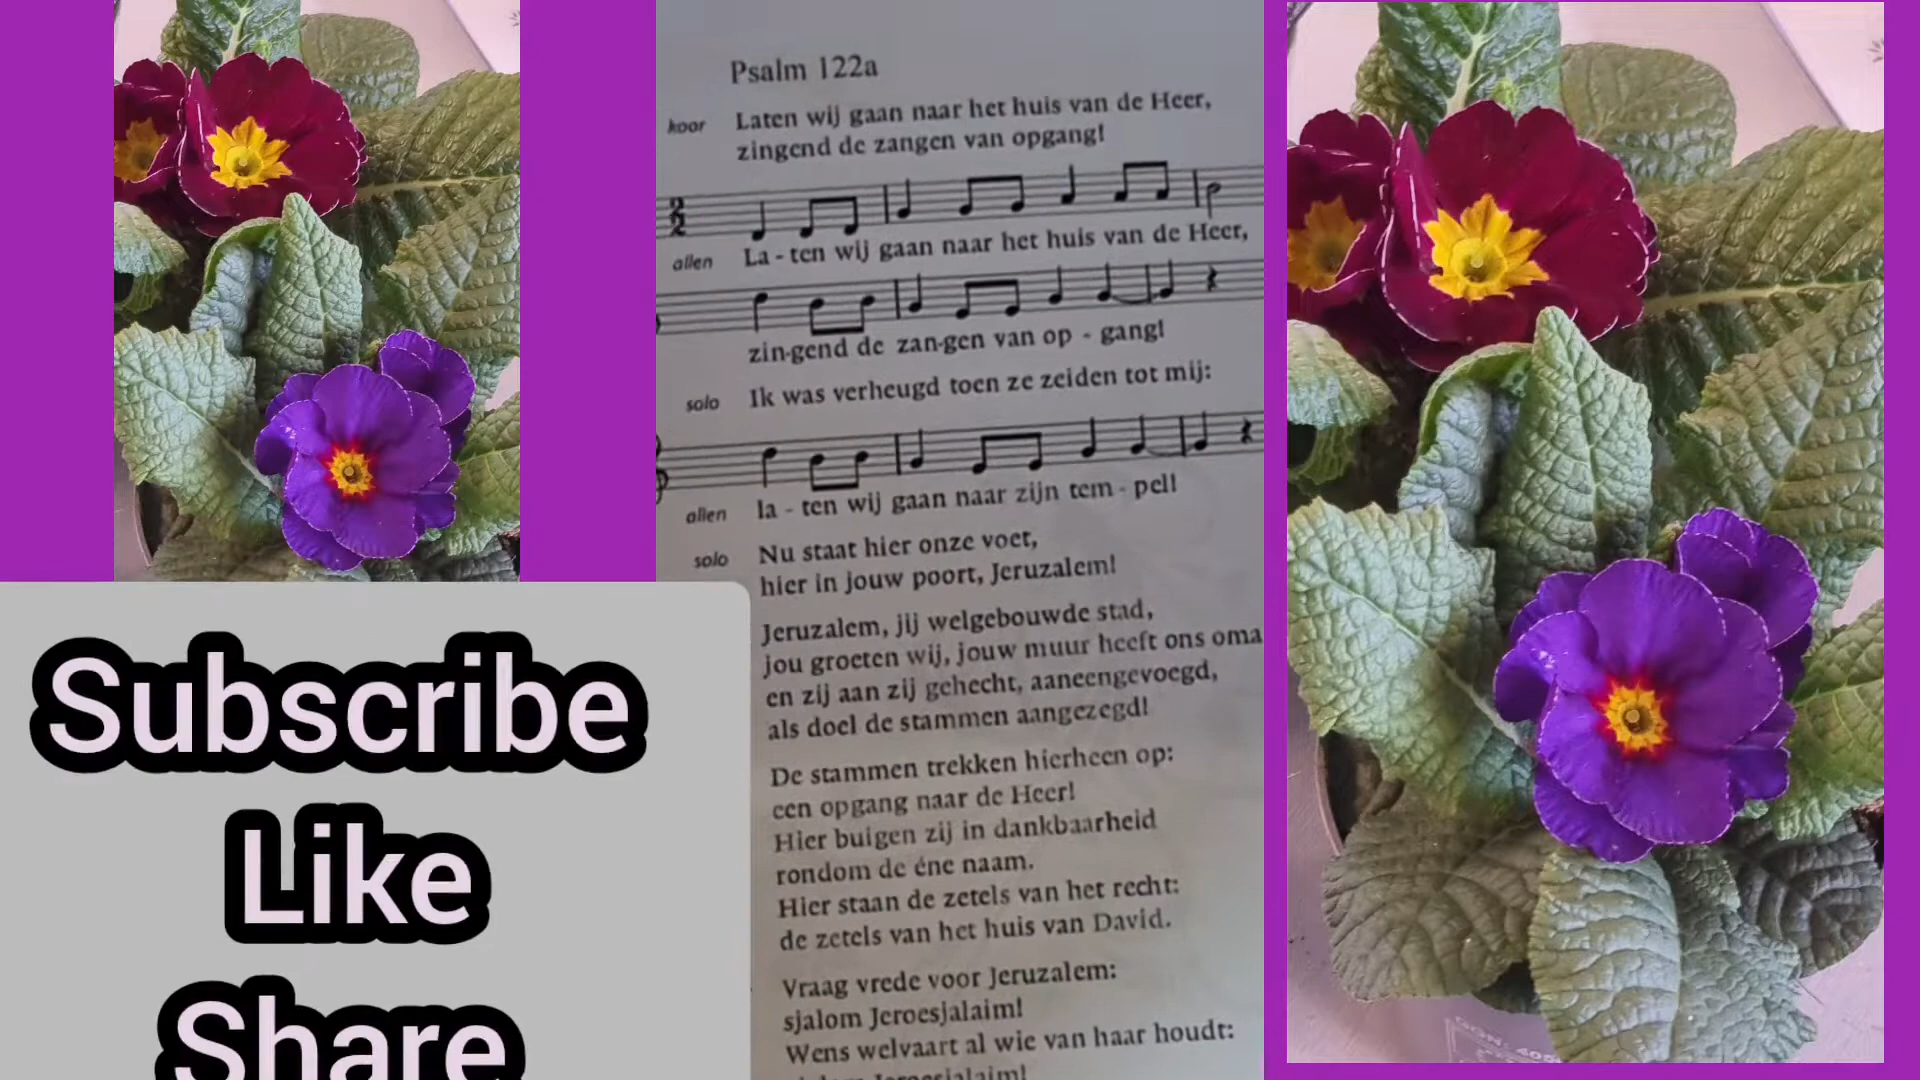 Psalm 122a
koor Laten wij gaan naar het huis van de Heer,
zingend de zangen van opgang!
allen La - ten wij gaan naar het huis van de Heer,
zin-gend de zan-gen van op - gang!
solo Ik was verheugd toen ze zeiden tot mij:
allen la - ten wij gaan naar zijn tem - pel!
solo Nu staat hier onze voet,
hier in jouw poort, Jeruzalem!
Jeruzalem, jij welgebouwde stad,
jou groeten wij, jouw muur heeft ons oma
en zij aan zij gehecht, aaneengevoegd,
als doel de stammen aangezegd!
De stammen trekken hierheen op:
een opgang naar de Heer!
Hier buigen zij in dankbaarheid
rondom de éne naam.
Hier staan de zetels van het recht:
de zetels van het huis van David.
Vraag vrede voor Jeruzalem:
sjalom Jeroesjalaim!
Wens welvaart al wie van haar houdt:
Jeroesjalaim!
Subscribe
Like
Share